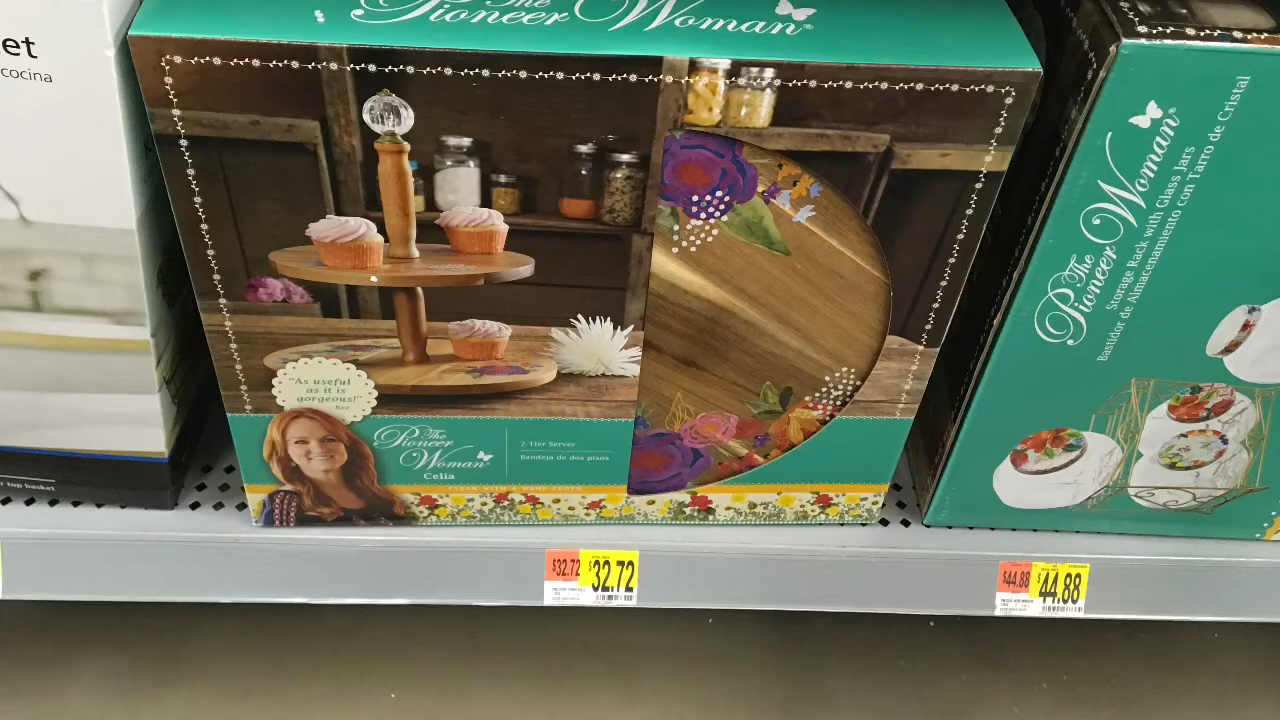 et
cocina
r top basket
The
Pioneer Woman®
"As useful
as it is
gorgeous!"
Ree
The
Pioneer
Woman
Celia
2-Tier Server
Bandeja de dos pisos
The
Pioneer Woman®
Storage Rack with Glass Jars
Bastidor de Almacenamiento con Tarro de Cristal
$32.72
$32.72
$44.88
$44.88